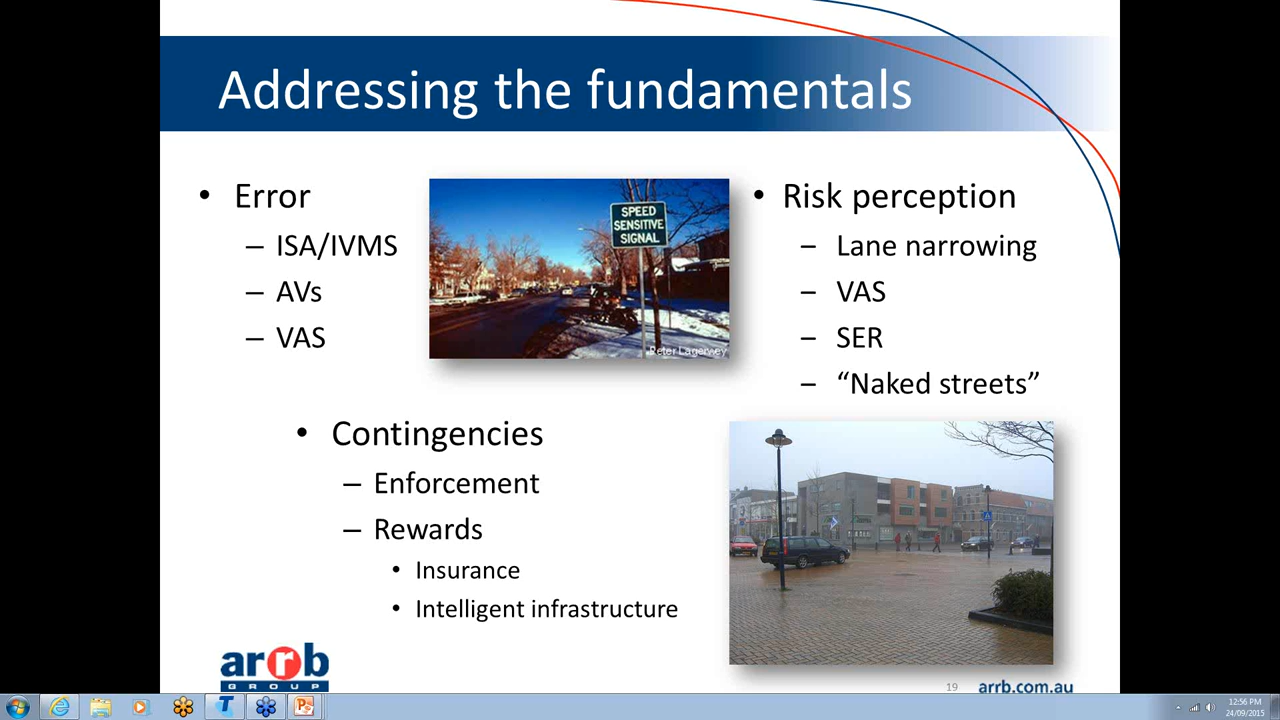 Addressing the fundamentals
• Error
– ISA/IVMS
– AVs
– VAS
SPEED
SENSITIVE
SIGNAL
Peter Lagerwey
• Risk perception
– Lane narrowing
– VAS
– SER
– “Naked streets”
• Contingencies
– Enforcement
– Rewards
• Insurance
• Intelligent infrastructure
arrb
GROUP
19
arrb.com.au
12:56 PM
24/09/2015